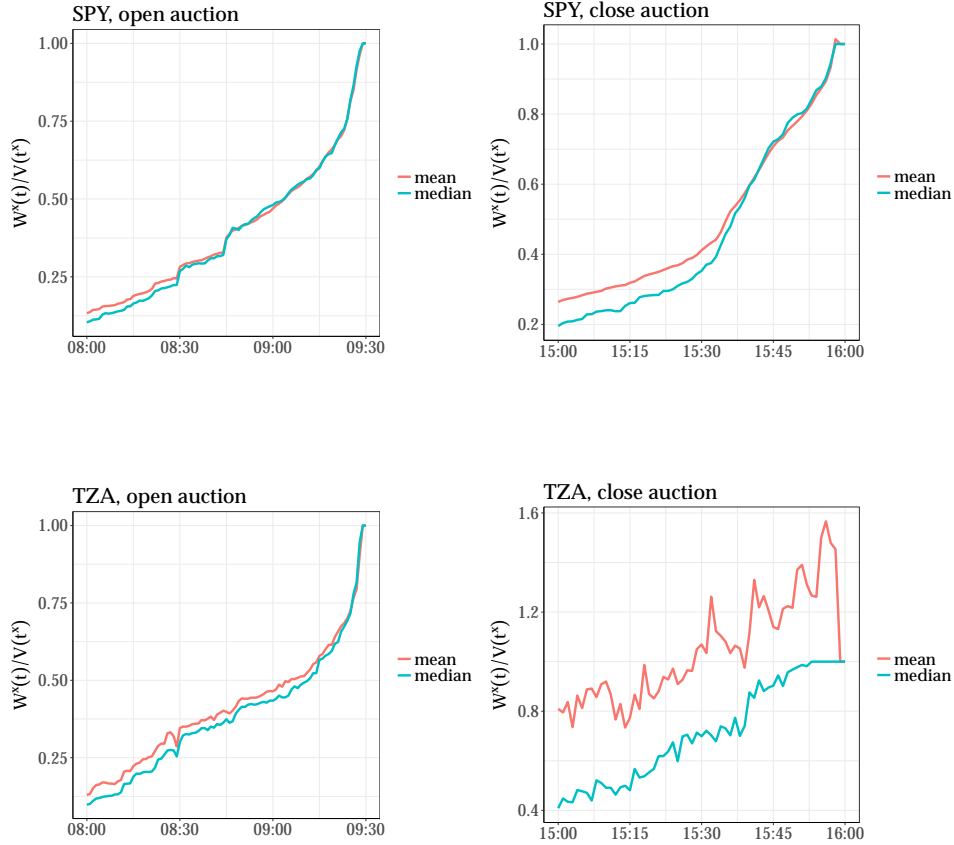 SPY, open auction
1.00
0.75
0.50
0.25
W^x(t)/V(t^x)
08:00 08:30 09:00 09:30
mean
median
SPY, close auction
1.0
0.8
0.6
0.4
0.2
W^x(t)/V(t^x)
15:00 15:15 15:30 15:45 16:00
mean
median
TZA, open auction
1.00
0.75
0.50
0.25
W^x(t)/V(t^x)
08:00 08:30 09:00 09:30
mean
median
TZA, close auction
1.6
1.2
0.8
0.4
W^x(t)/V(t^x)
15:00 15:15 15:30 15:45 16:00
mean
median